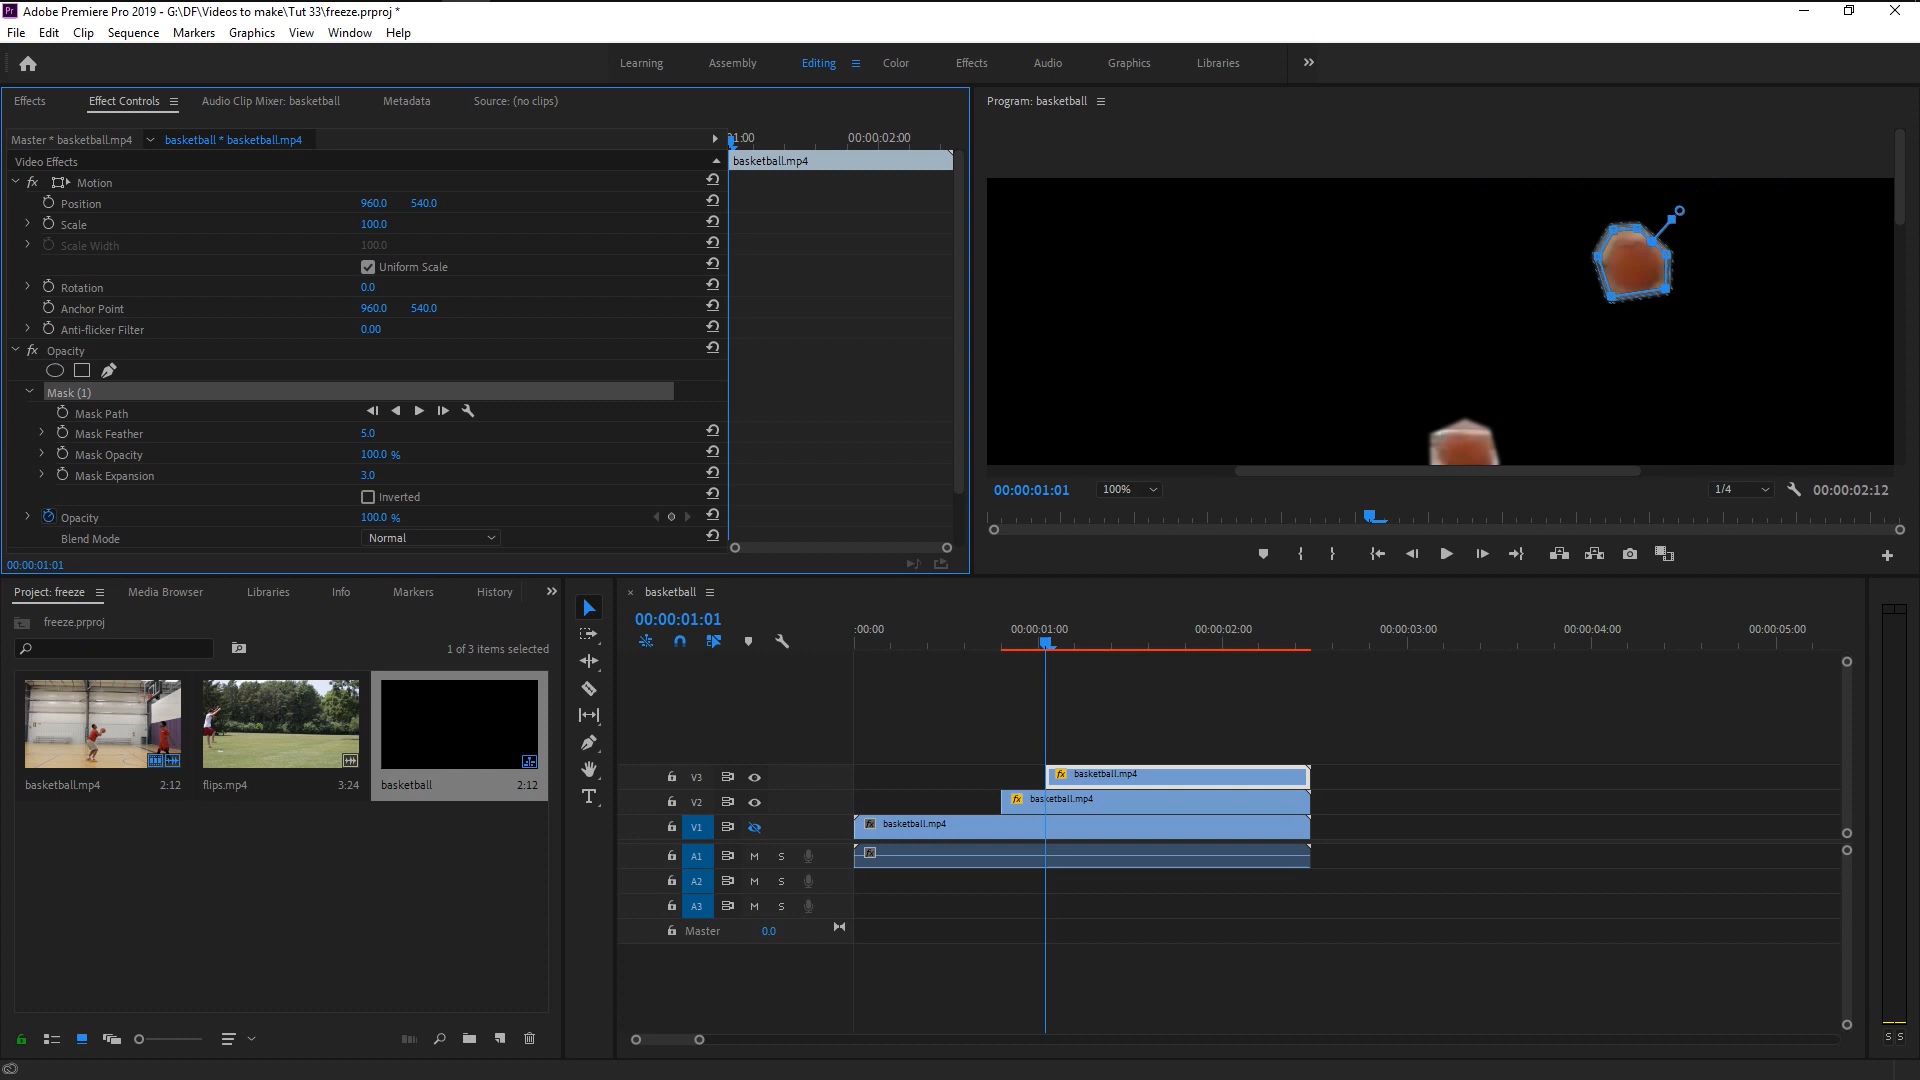 Pr Adobe Premiere Pro 2019 - G:\DF\Videos to make\Tut 33\freeze.prproj *
File Edit Clip Sequence Markers Graphics View Window Help
Learning Assembly Editing Color Effects Audio Graphics Libraries
Effects Effect Controls Audio Clip Mixer: basketball Metadata Source: (no clips)
Program: basketball
Master * basketball.mp4 basketball * basketball.mp4
00:00:02:00
Video Effects
basketball.mp4
fx Motion
Position 960.0 540.0
Scale 100.0
Scale Width 100.0
Uniform Scale
Rotation 0.0
Anchor Point 960.0 540.0
Anti-flicker Filter 0.00
fx Opacity
Mask (1)
Mask Path
Mask Feather 5.0
Mask Opacity 100.0 %
Mask Expansion 3.0
Inverted
Opacity 100.0 %
Blend Mode Normal
00:00:01:01
00:00:01:01 100% 1/4 00:00:02:12
Project: freeze Media Browser Libraries Info Markers History
freeze.prproj
1 of 3 items selected
basketball.mp4 2:12
flips.mp4 3:24
basketball 2:12
basketball
00:00:01:01
:00:00 00:00:01:00 00:00:02:00 00:00:03:00 00:00:04:00 00:00:05:00
V3 fx basketball.mp4
V2 fx basketball.mp4
V1 fx basketball.mp4
A1 M S fx
A2 M S
A3 M S
Master 0.0
S S